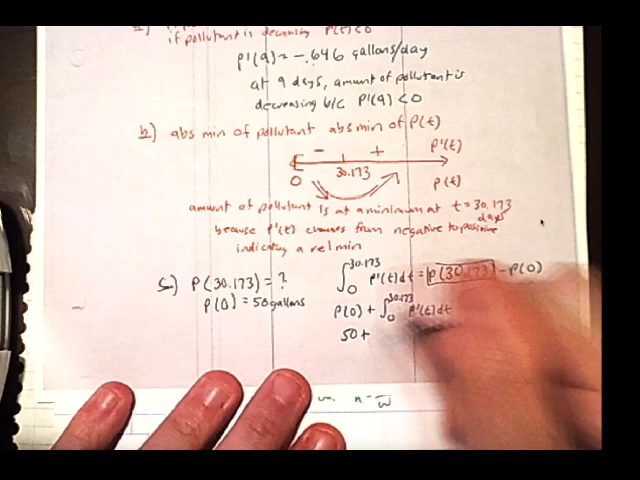 if pollutant is decreasing P'(t)<0
P'(9) = -.646 gallons/day
at 9 days, amount of pollutant is
decreasing b/c P'(9) < 0
b) abs min of pollutant abs min of P(t)
- + P'(t)
0 30.173
P(t)
amount of pollutant is at a minimum at t = 30.173
days
because P'(t) changes from negative to positive
indicating a rel min
c) P(30.173) = ? ∫₀^30.173 P'(t) dt = P(30.173) - P(0)
P(0) = 50 gallons P(0) + ∫₀^30.173 P'(t) dt
50 +